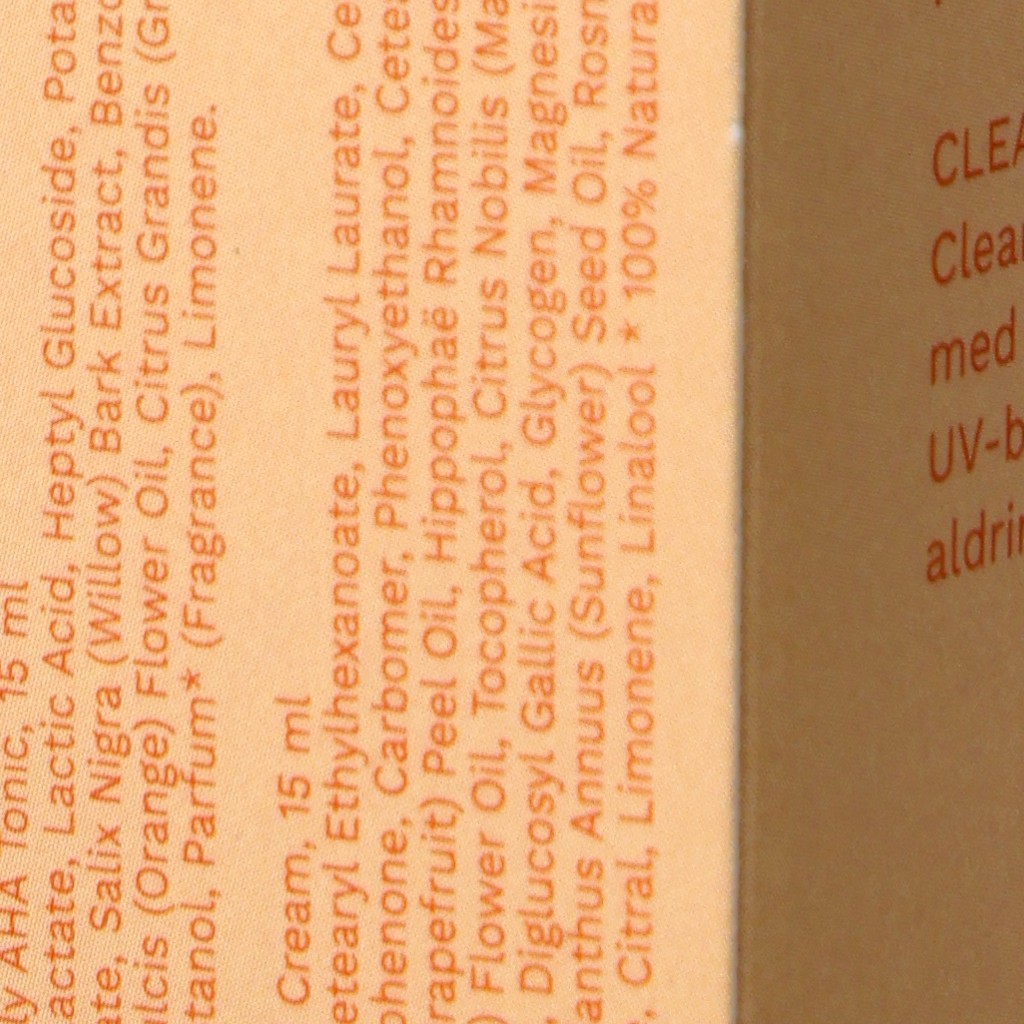 ly AHA Tonic, 15 ml
actate, Lactic Acid, Heptyl Glucoside, Pota
ate, Salix Nigra (Willow) Bark Extract, Benzo
lcis (Orange) Flower Oil, Citrus Grandis (Gr
tanol, Parfum* (Fragrance), Limonene.
Cream, 15 ml
etearyl Ethylhexanoate, Lauryl Laurate, Ce
phenone, Carbomer, Phenoxyethanol, Cete
rapefruit) Peel Oil, Hippophaë Rhamnoides
) Flower Oil, Tocopherol, Citrus Nobilis (Ma
, Diglucosyl Gallic Acid, Glycogen, Magnesi
anthus Annuus (Sunflower) Seed Oil, Rosm
, Citral, Limonene, Linalool * 100% Natura
CLEA
Clea
med
UV-b
aldri